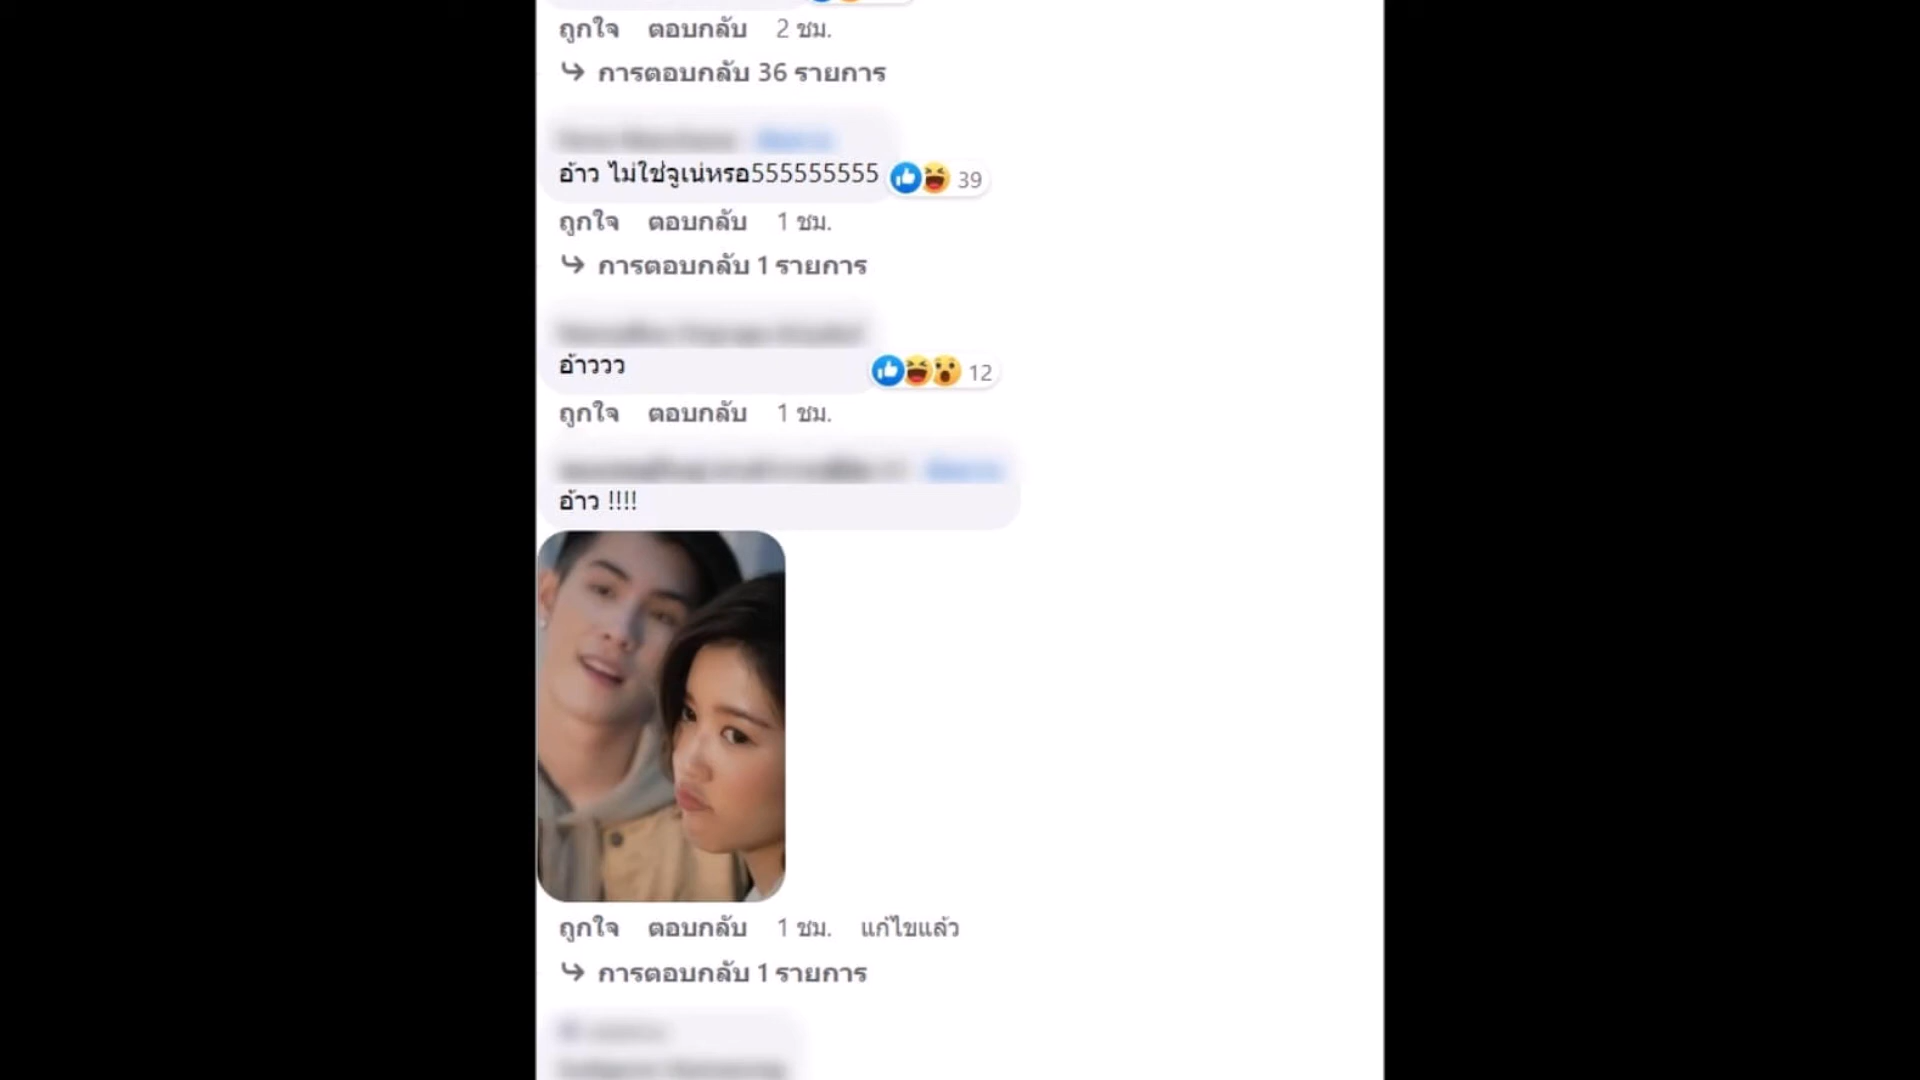 ถูกใจ ตอบกลับ 2 ชม.
การตอบกลับ 36 รายการ
อ้าว ไม่ใช่จูเน่หรอ555555555 39
ถูกใจ ตอบกลับ 1 ชม.
การตอบกลับ 1 รายการ
อ้าววว 12
ถูกใจ ตอบกลับ 1 ชม.
อ้าว !!!!
ถูกใจ ตอบกลับ 1 ชม. แก้ไขแล้ว
การตอบกลับ 1 รายการ